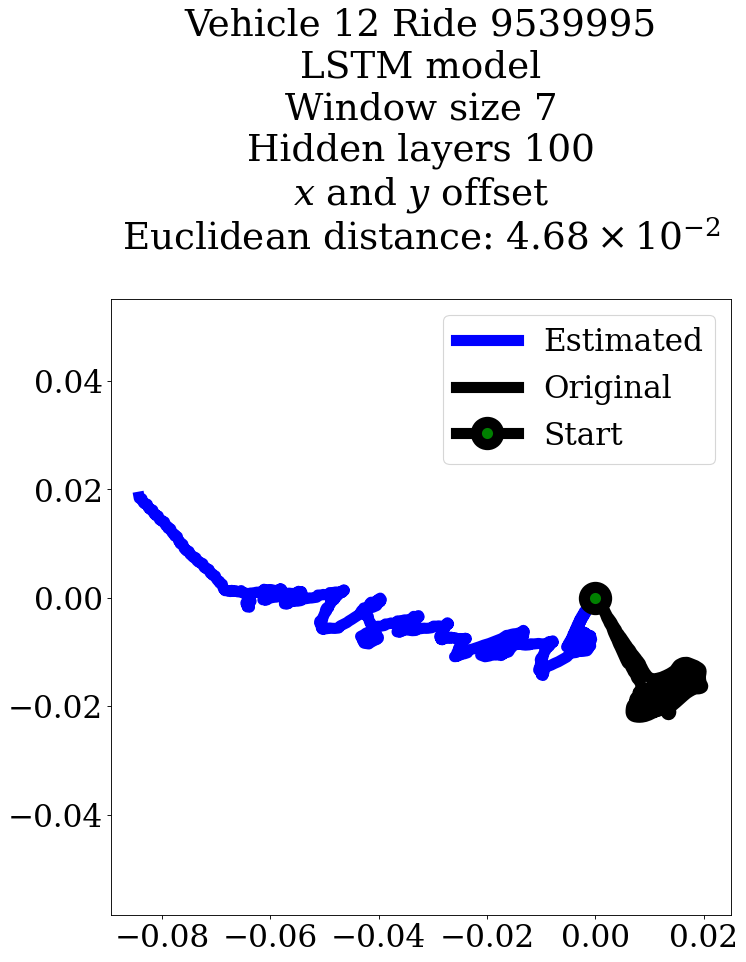 Vehicle 12 Ride 9539995
LSTM model
Window size 7
Hidden layers 100
x and y offset
Euclidean distance: 4.68 × 10⁻²
Estimated
Original
Start
0.04
0.02
0.00
−0.02
−0.04
−0.08 −0.06 −0.04 −0.02 0.00 0.02